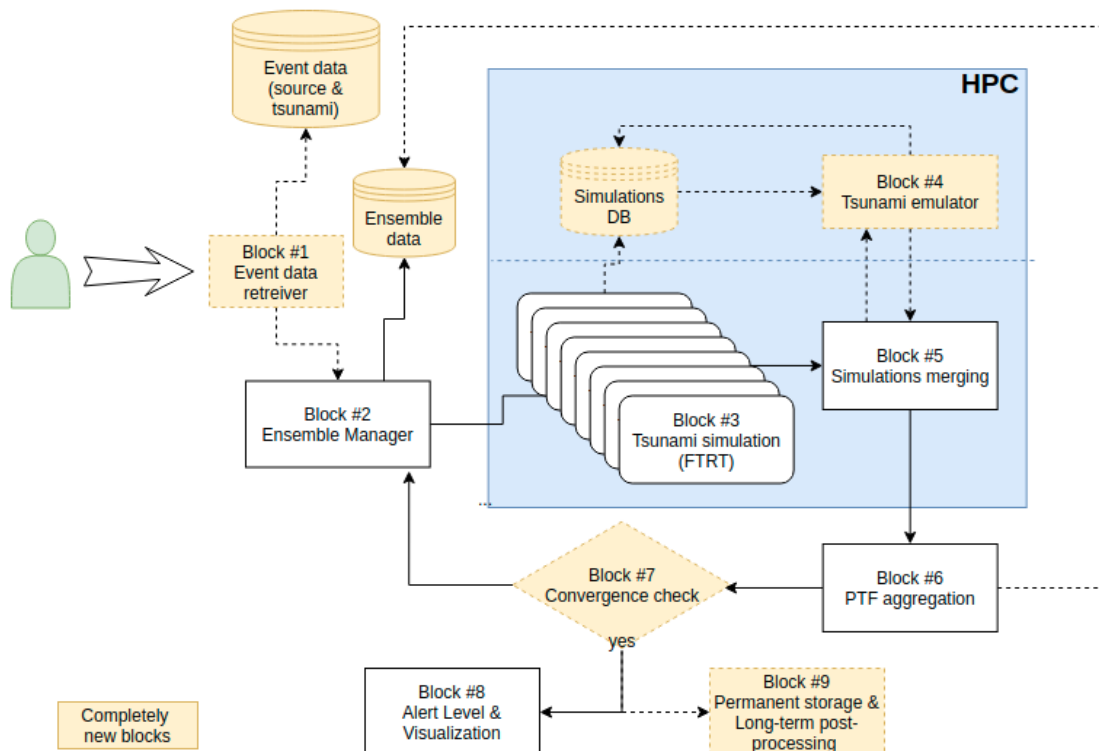 Event data
(source &
tsunami)
HPC
Simulations
DB
Block #4
Tsunami emulator
Ensemble
data
Block #1
Event data
retreiver
Block #5
Simulations merging
Block #2
Ensemble Manager
Block #3
Tsunami simulation
(FTRT)
...
Block #7
Convergence check
yes
Block #6
PTF aggregation
Block #8
Alert Level &
Visualization
Block #9
Permanent storage &
Long-term post-
processing
Completely
new blocks